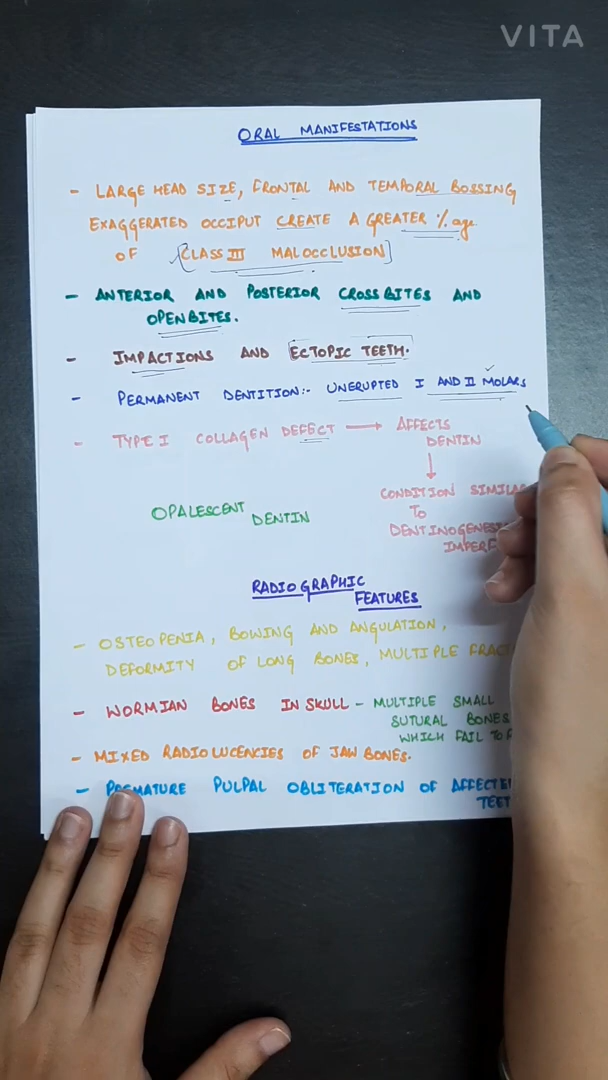 VITA
ORAL MANIFESTATIONS
- LARGE HEAD SIZE, FRONTAL AND TEMPORAL BOSSING
EXAGGERATED OCCIPUT CREATE A GREATER %age
OF [CLASS III MALOCCLUSION]
- ANTERIOR AND POSTERIOR CROSSBITES AND
OPENBITES.
- IMPACTIONS AND ECTOPIC TEETH.
- PERMANENT DENTITION:- UNERUPTED I AND II MOLARS
- TYPE I COLLAGEN DEFECT → AFFECTS
DENTIN
↓
CONDITION
TO
OPALESCENT DENTIN
RADIOGRAPHIC
FEATURES
- OSTEOPENIA, BOWING AND ANGULATION,
DEFORMITY OF LONG BONES, MULTIPLE
- WORMIAN BONES IN SKULL - MULTIPLE SMALL
SUTURAL BONES
WHICH FAIL TO
- MIXED RADIOLUCENCIES OF JAW BONES.
- PREMATURE PULPAL OBLITERATION OF